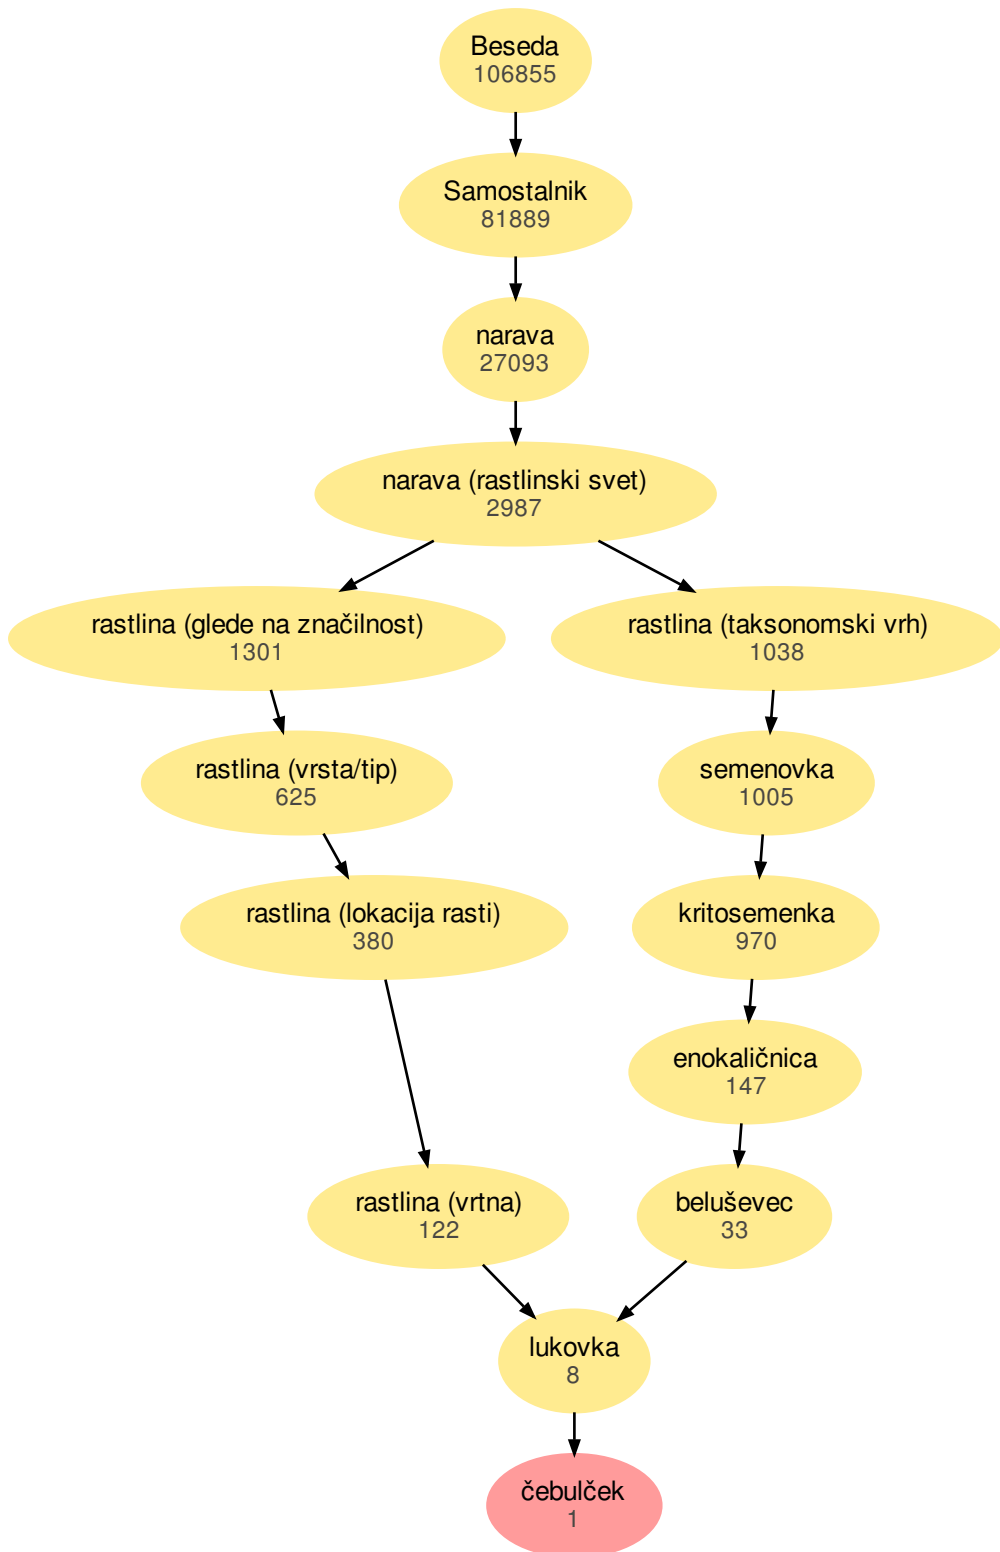 Beseda
106855
Samostalnik
81889
narava
27093
narava (rastlinski svet)
2987
rastlina (glede na značilnost)
1301
rastlina (taksonomski vrh)
1038
rastlina (vrsta/tip)
625
semenovka
1005
rastlina (lokacija rasti)
380
kritosemenka
970
enokaličnica
147
rastlina (vrtna)
122
beluševec
33
lukovka
8
čebulček
1